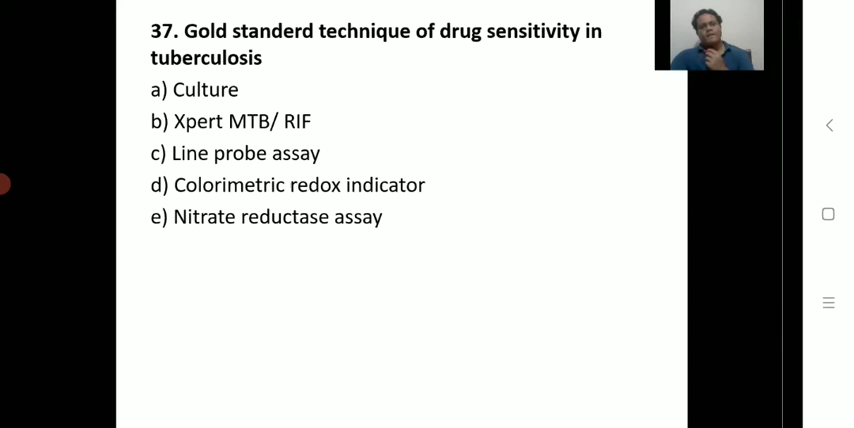 37. Gold standerd technique of drug sensitivity in
tuberculosis
a) Culture
b) Xpert MTB/ RIF
c) Line probe assay
d) Colorimetric redox indicator
e) Nitrate reductase assay